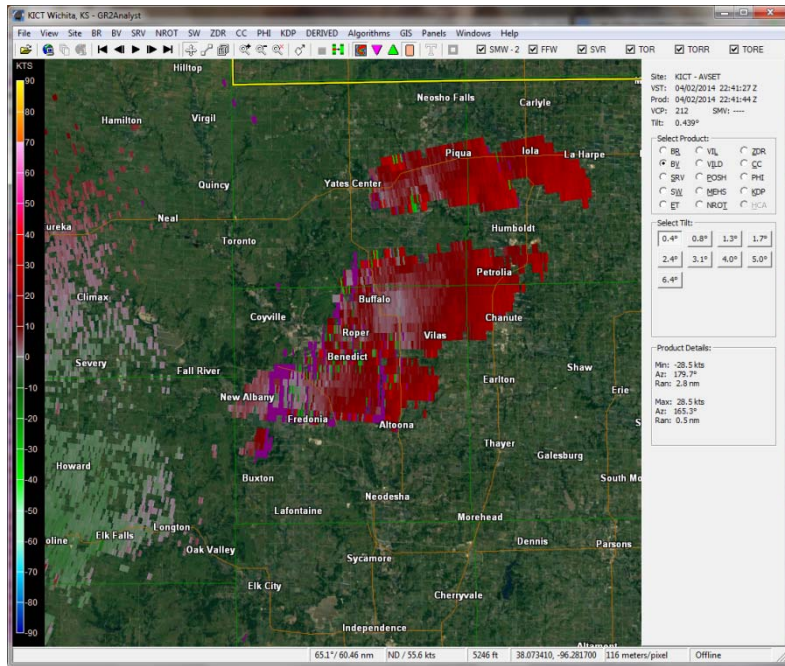 KICT Wichita, KS - GR2Analyst
File View Site BR BV SRV NROT SW ZDR CC PHI KDP DERIVED Algorithms GIS Panels Windows Help
SMW - 2 FFW SVR TOR TORR TORE
KTS
90
80
70
60
50
40
30
20
10
0
-10
-20
-30
-40
-50
-60
-70
-80
-90
Hilltop
Neosho Falls
Carlyle
Hamilton
Virgil
Piqua
Iola
La Harpe
Quincy
Yates Center
Neal
ureka
Toronto
Humboldt
Petrolia
Climax
Buffalo
Coyville
Chanute
Roper
Vilas
Benedict
Severy
Fall River
Shaw
Earlton
Erie
New Albany
Fredonia
Altoona
Thayer
Galesburg
Howard
Buxton
South Mo
Neodesha
Lafontaine
Morehead
Longton
Elk Falls
oline
Dennis
Parsons
Oak Valley
Sycamore
Elk City
Cherryvale
Independence
Altamont
Site: KICT - AVSET
VST: 04/02/2014 22:41:27 Z
Prod: 04/02/2014 22:41:44 Z
VCP: 212 SMV: ----
Tilt: 0.439°
Select Product:
BR VIL ZDR
BV VILD CC
SRV POSH PHI
SW MEHS KDP
ET NROT HCA
Select Tilt:
0.4° 0.8° 1.3° 1.7°
2.4° 3.1° 4.0° 5.0°
6.4°
Product Details:
Min: -28.5 kts
Az: 179.7°
Ran: 2.8 nm
Max: 28.5 kts
Az: 165.3°
Ran: 0.5 nm
65.1°/ 60.46 nm ND / 55.6 kts 5246 ft 38.073410, -96.281700 116 meters/pixel Offline